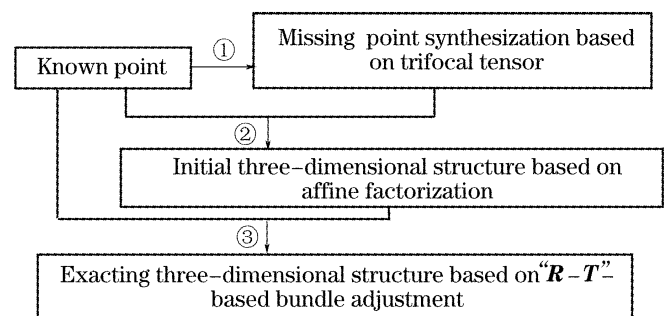 Known point
①
Missing point synthesization based
on trifocal tensor
②
Initial three-dimensional structure based on
affine factorization
③
Exacting three-dimensional structure based on “R-T”-
based bundle adjustment